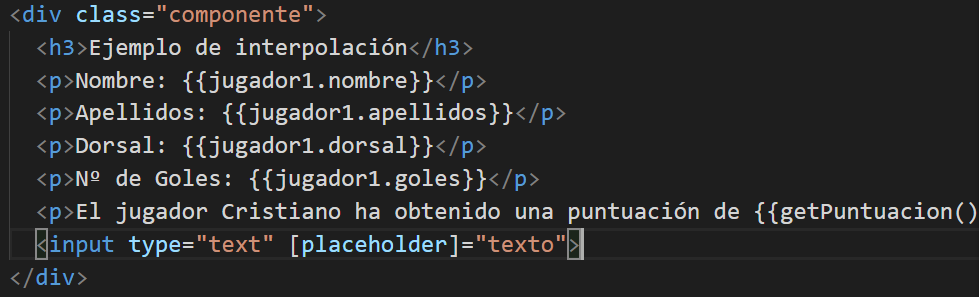 <div class="componente">
<h3>Ejemplo de interpolación</h3>
<p>Nombre: {{jugador1.nombre}}</p>
<p>Apellidos: {{jugador1.apellidos}}</p>
<p>Dorsal: {{jugador1.dorsal}}</p>
<p>Nº de Goles: {{jugador1.goles}}</p>
<p>El jugador Cristiano ha obtenido una puntuación de {{getPuntuacion()
<input type="text" [placeholder]="texto">
</div>